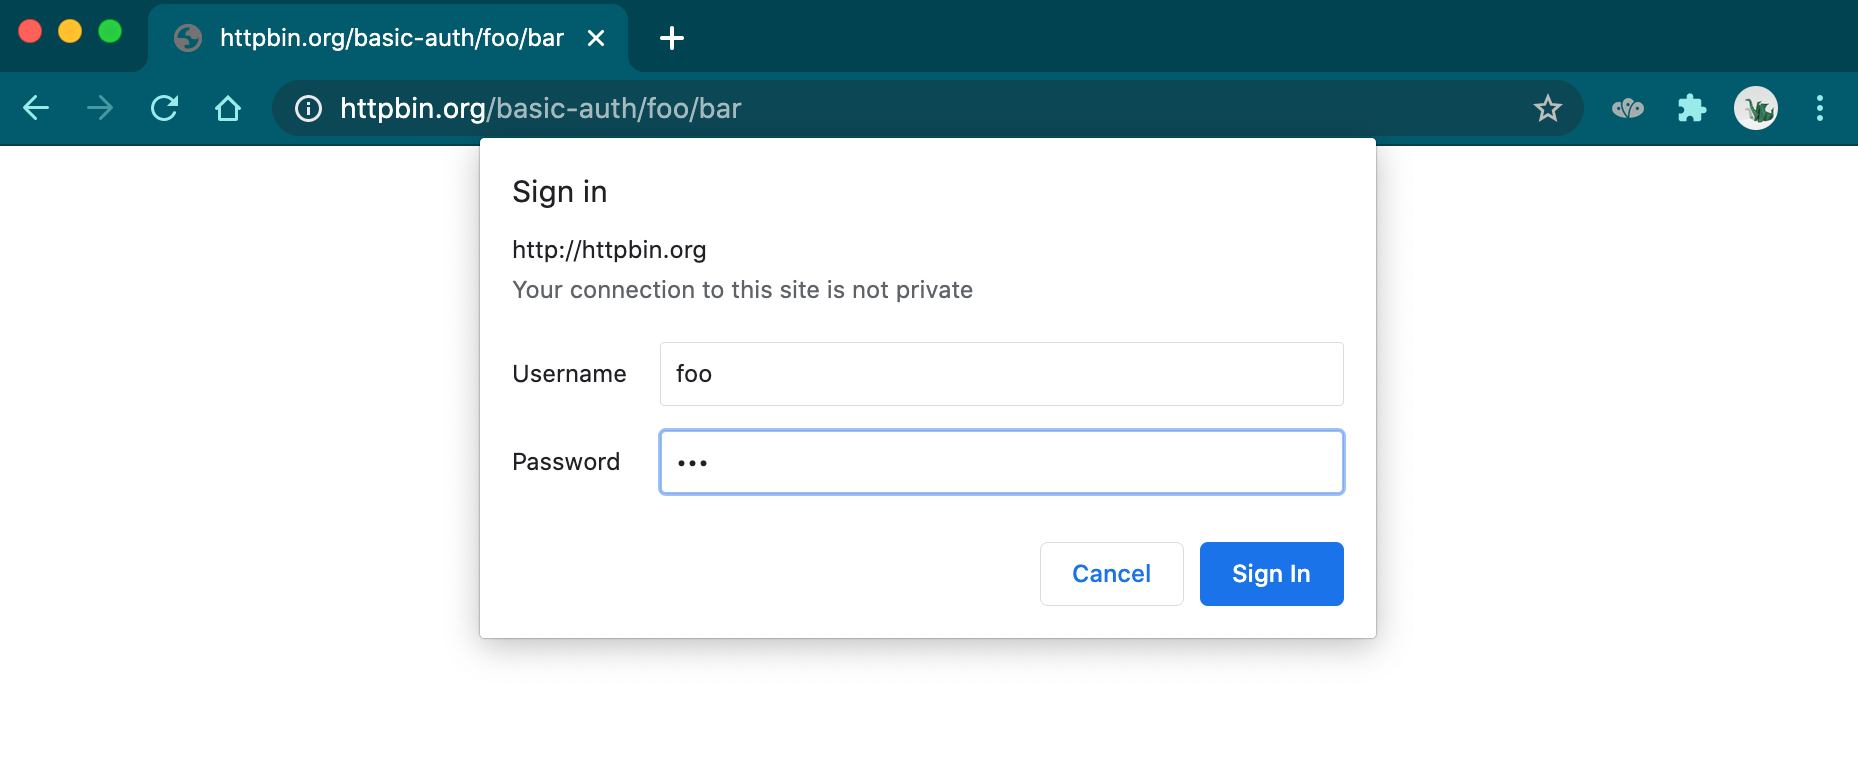 httpbin.org/basic-auth/foo/bar
httpbin.org/basic-auth/foo/bar
Sign in
http://httpbin.org
Your connection to this site is not private
Username foo
Password •••
Cancel Sign In